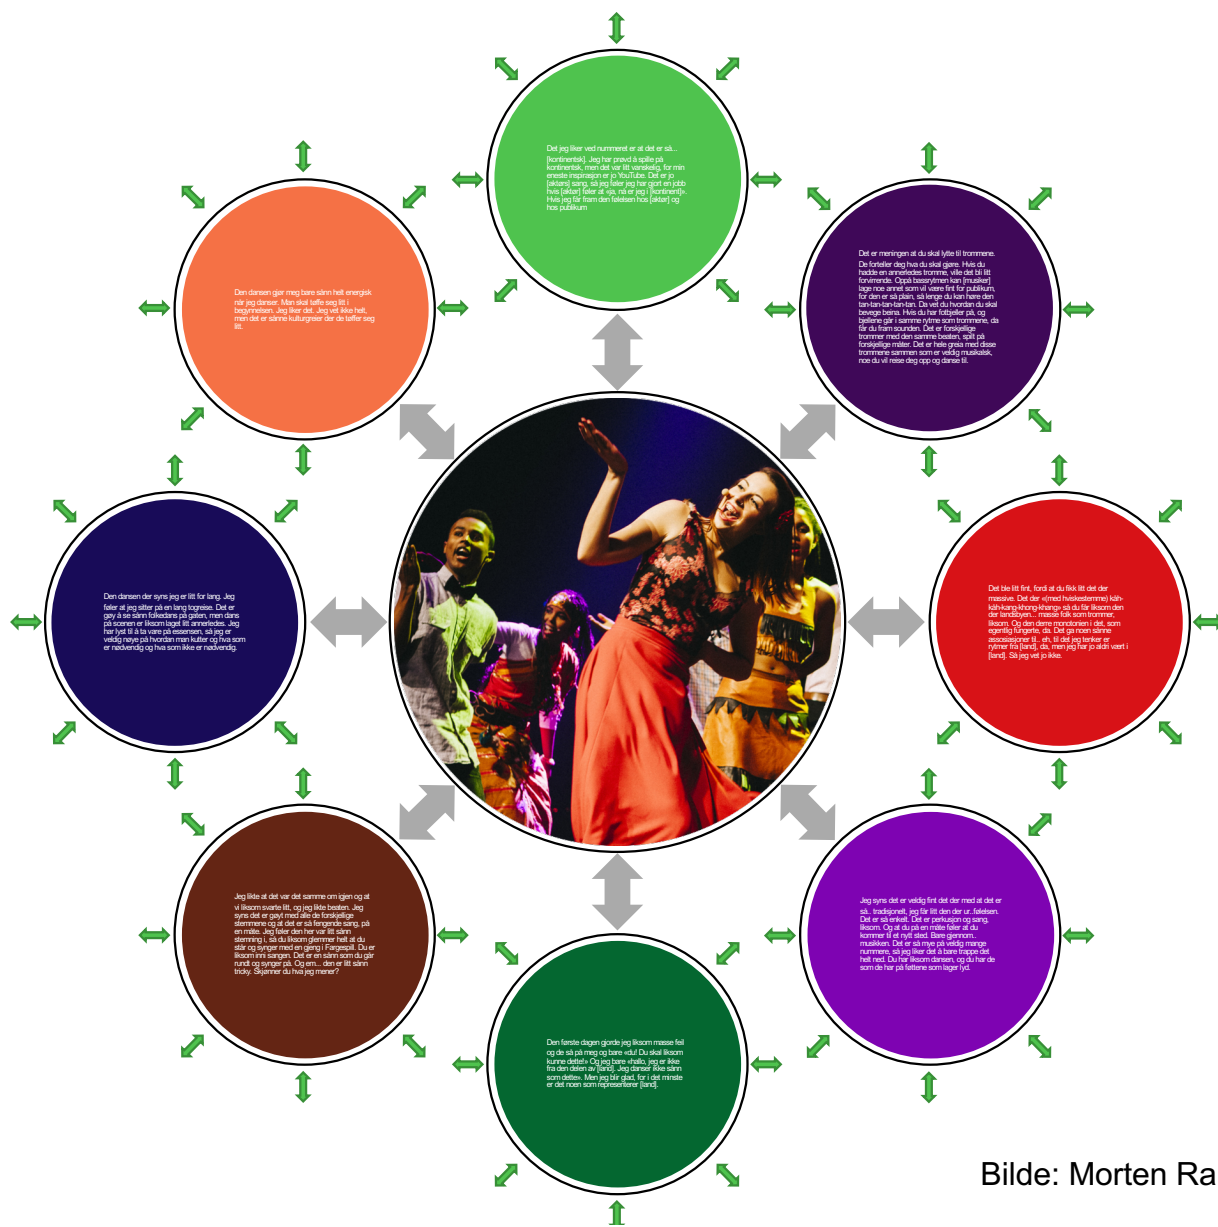 Det jeg liker ved nummeret er at det er så...
[kontinentsk]. Jeg har prøvd å spille på
kontinentsk, men det var litt vanskelig, for min
eneste inspirasjon er jo YouTube. Det er jo
[aktørs] sang, så jeg føler jeg har gjort en jobb
hvis [aktør] føler at «ja, nå er jeg i [kontinent]».
Hvis jeg får fram den følelsen hos [aktør] og
hos publikum
Det er meningen at du skal lytte til trommene.
De forteller deg hva du skal gjøre. Hvis du
hadde en annerledes tromme, ville det bli litt
forvirrende. Oppå bassrytmen kan [musiker]
lage noe annet som vil være fint for publikum,
for den er så plain, så lenge du kan høre den
tan-tan-tan-tan-tan. Da vet du hvordan du skal
bevege beina. Hvis du har fotbjeller på, og
bjellene går i samme rytme som trommene, da
får du fram sounden. Det er forskjellige
trommer med den samme beaten, spilt på
forskjellige måter. Det er hele greia med disse
trommene sammen som er veldig musikalsk,
noe du vil reise deg opp og danse til.
Den dansen gjør meg bare sånn helt energisk
når jeg danser. Man skal tøffe seg litt i
begynnelsen. Jeg liker det. Jeg vet ikke helt,
men det er sånne kulturgreier der de tøffer seg
litt.
Den dansen der syns jeg er litt for lang. Jeg
føler at jeg sitter på en lang togreise. Det er
gøy å se sånn folkedans på gaten, men dans
på scenen er liksom laget litt annerledes. Jeg
har lyst til å ta vare på essensen, så jeg er
veldig nøye på hvordan man kutter og hva som
er nødvendig og hva som ikke er nødvendig.
Det ble litt fint, fordi at du fikk litt det der
massive. Det der «(med hviskestemme) kāh-
kāh-kang-khong-khang» så du får liksom den
der landsbyen... masse folk som trommer,
liksom. Og den derre monotonien i det, som
egentlig fungerte, da. Det ga noen sånne
assosiasjoner til.. eh, til det jeg tenker er
rytmer fra [land], da, men jeg har jo aldri vært i
[land]. Så jeg vet jo ikke.
Jeg likte at det var det samme om igjen og at
vi liksom svarte litt, og jeg likte beaten. Jeg
syns det er gøyt med alle de forskjellige
stemmene og at det er så fengende sang, på
en måte. Jeg føler den her var litt sånn
stemning i, så du liksom glemmer helt at du
står og synger med en gjeng i Fargespill. Du er
liksom inni sangen. Det er en sånn som du går
rundt og synger på. Og em... den er litt sånn
tricky. Skjønner du hva jeg mener?
Jeg syns det er veldig fint det der med at det er
så.. tradisjonelt, jeg får litt den der ur..følelsen.
Det er så enkelt. Det er perkusjon og sang,
liksom. Og at du på en måte føler at du
kommer til et nytt sted. Bare gjennom..
musikken. Det er så mye på veldig mange
nummere, så jeg liker det å bare trappe det
helt ned. Du har liksom dansen, og du har de
som de har på føttene som lager lyd.
Den første dagen gjorde jeg liksom masse feil
og de så på meg og bare «du! Du skal liksom
kunne dette!» Og jeg bare «hallo, jeg er ikke
fra den delen av [land]. Jeg danser ikke sånn
som dette». Men jeg blir glad, for i det minste
er det noen som representerer [land].
Bilde: Morten Ra